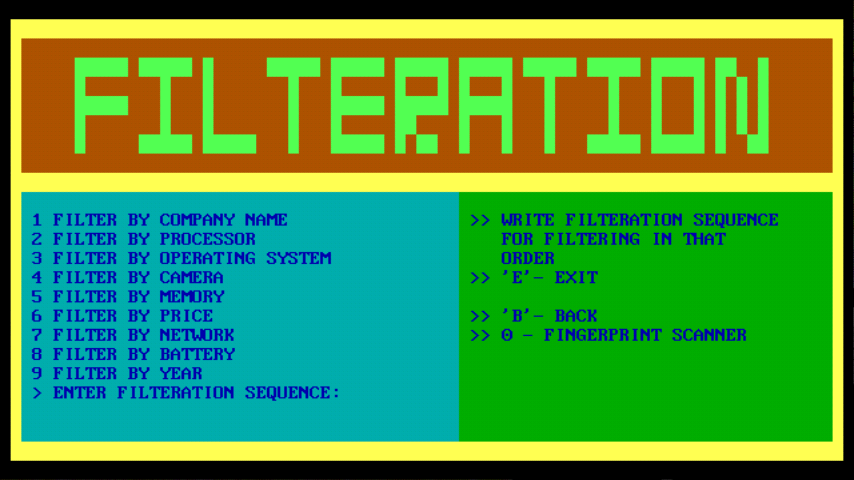 FILTERATION
1 FILTER BY COMPANY NAME
2 FILTER BY PROCESSOR
3 FILTER BY OPERATING SYSTEM
4 FILTER BY CAMERA
5 FILTER BY MEMORY
6 FILTER BY PRICE
7 FILTER BY NETWORK
8 FILTER BY BATTERY
9 FILTER BY YEAR
> ENTER FILTERATION SEQUENCE:
>> WRITE FILTERATION SEQUENCE
FOR FILTERING IN THAT
ORDER
>> 'E'- EXIT
>> 'B'- BACK
>> 0 - FINGERPRINT SCANNER